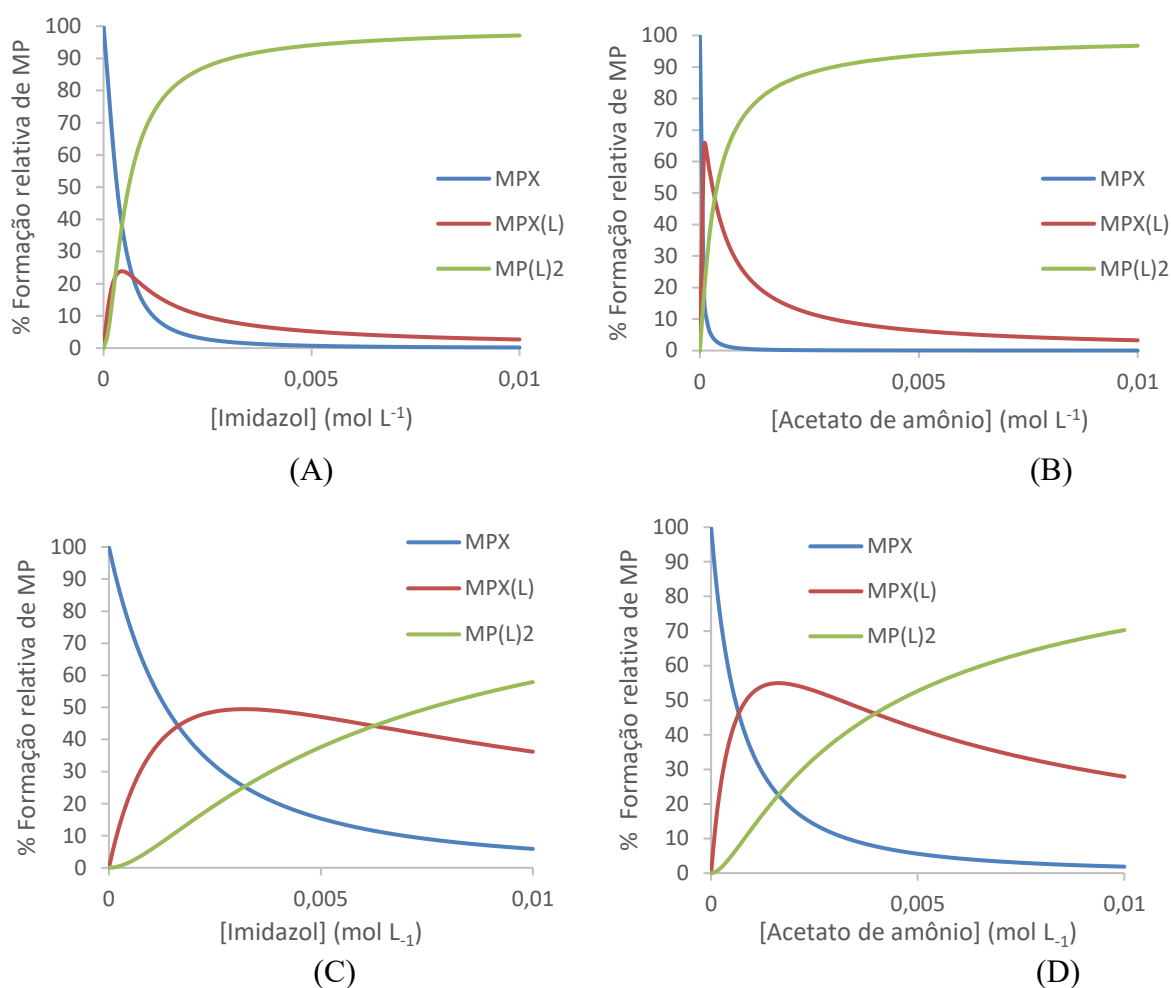 % Formação relativa de MP
100
90
80
70
60
50
40
30
20
10
0
0
0,005
0,01
[Imidazol] (mol L⁻¹)
MPX
MPX(L)
MP(L)2
(A)
% Formação relativa de MP
100
90
80
70
60
50
40
30
20
10
0
0
0,005
0,01
[Acetato de amônio] (mol L⁻¹)
MPX
MPX(L)
MP(L)2
(B)
% Formação relativa de MP
100
90
80
70
60
50
40
30
20
10
0
0
0,005
0,01
[Imidazol] (mol L₋₁)
MPX
MPX(L)
MP(L)2
(C)
% Formação relativa de MP
100
90
80
70
60
50
40
30
20
10
0
0
0,005
0,01
[Acetato de amônio] (mol L₋₁)
MPX
MPX(L)
MP(L)2
(D)